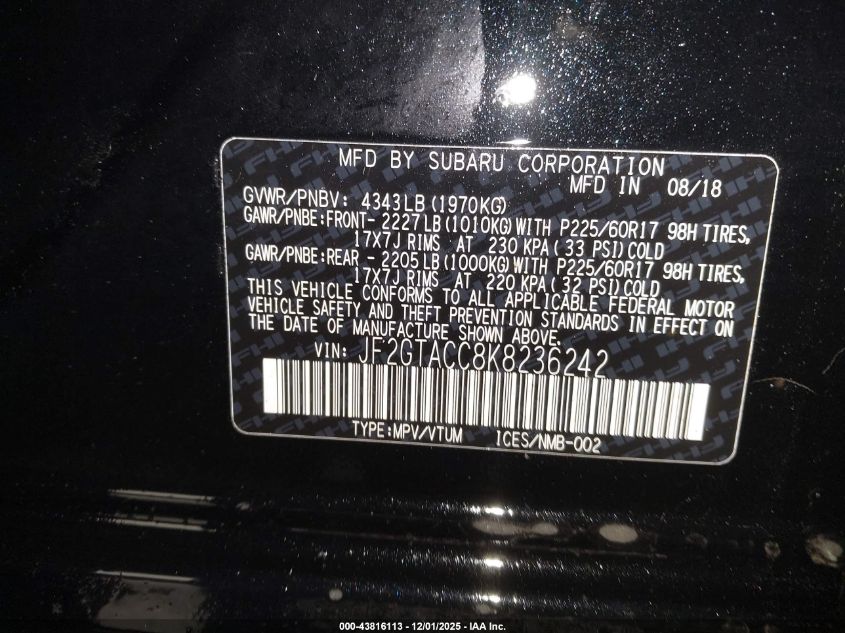 MFD BY SUBARU CORPORATION
MFD IN 08/18
GVWR/PNBV: 4343LB(1970KG)
GAWR/PNBE:FRONT- 2227LB(1010KG)WITH P225/60R17 98H TIRES,
17X7J RIMS AT 230 KPA(33 PSI)COLD
GAWR/PNBE:REAR - 2205LB(1000KG)WITH P225/60R17 98H TIRES,
17X7J RIMS AT 220 KPA(32 PSI)COLD
THIS VEHICLE CONFORMS TO ALL APPLICABLE FEDERAL MOTOR
VEHICLE SAFETY AND THEFT PREVENTION STANDARDS IN EFFECT ON
THE DATE OF MANUFACTURE SHOWN ABOVE.
VIN: JF2GTACC8K8236242
TYPE:MPV/VTUM ICES/NMB-002
000-43816113 - 12/01/2025 - IAA Inc.